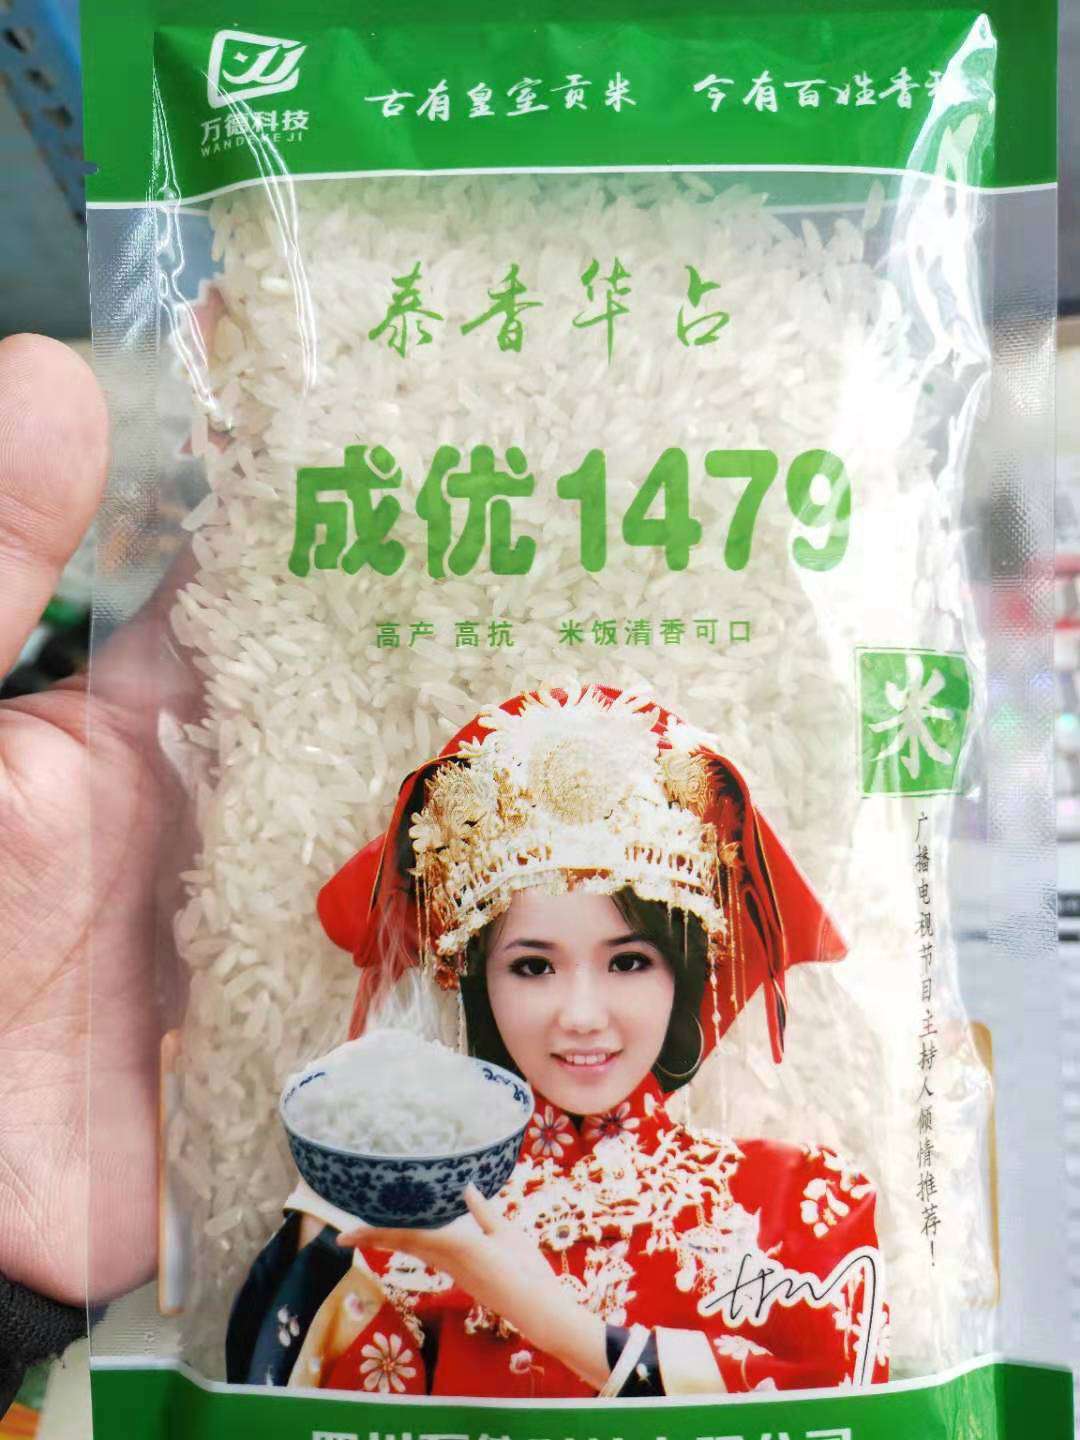 万德科技
WANDEKEJI
古有皇室贡米 今有百姓香米
泰香华占
成优1479
高产 高抗 米饭清香可口
米
广播电视节目主持人倾情推荐！